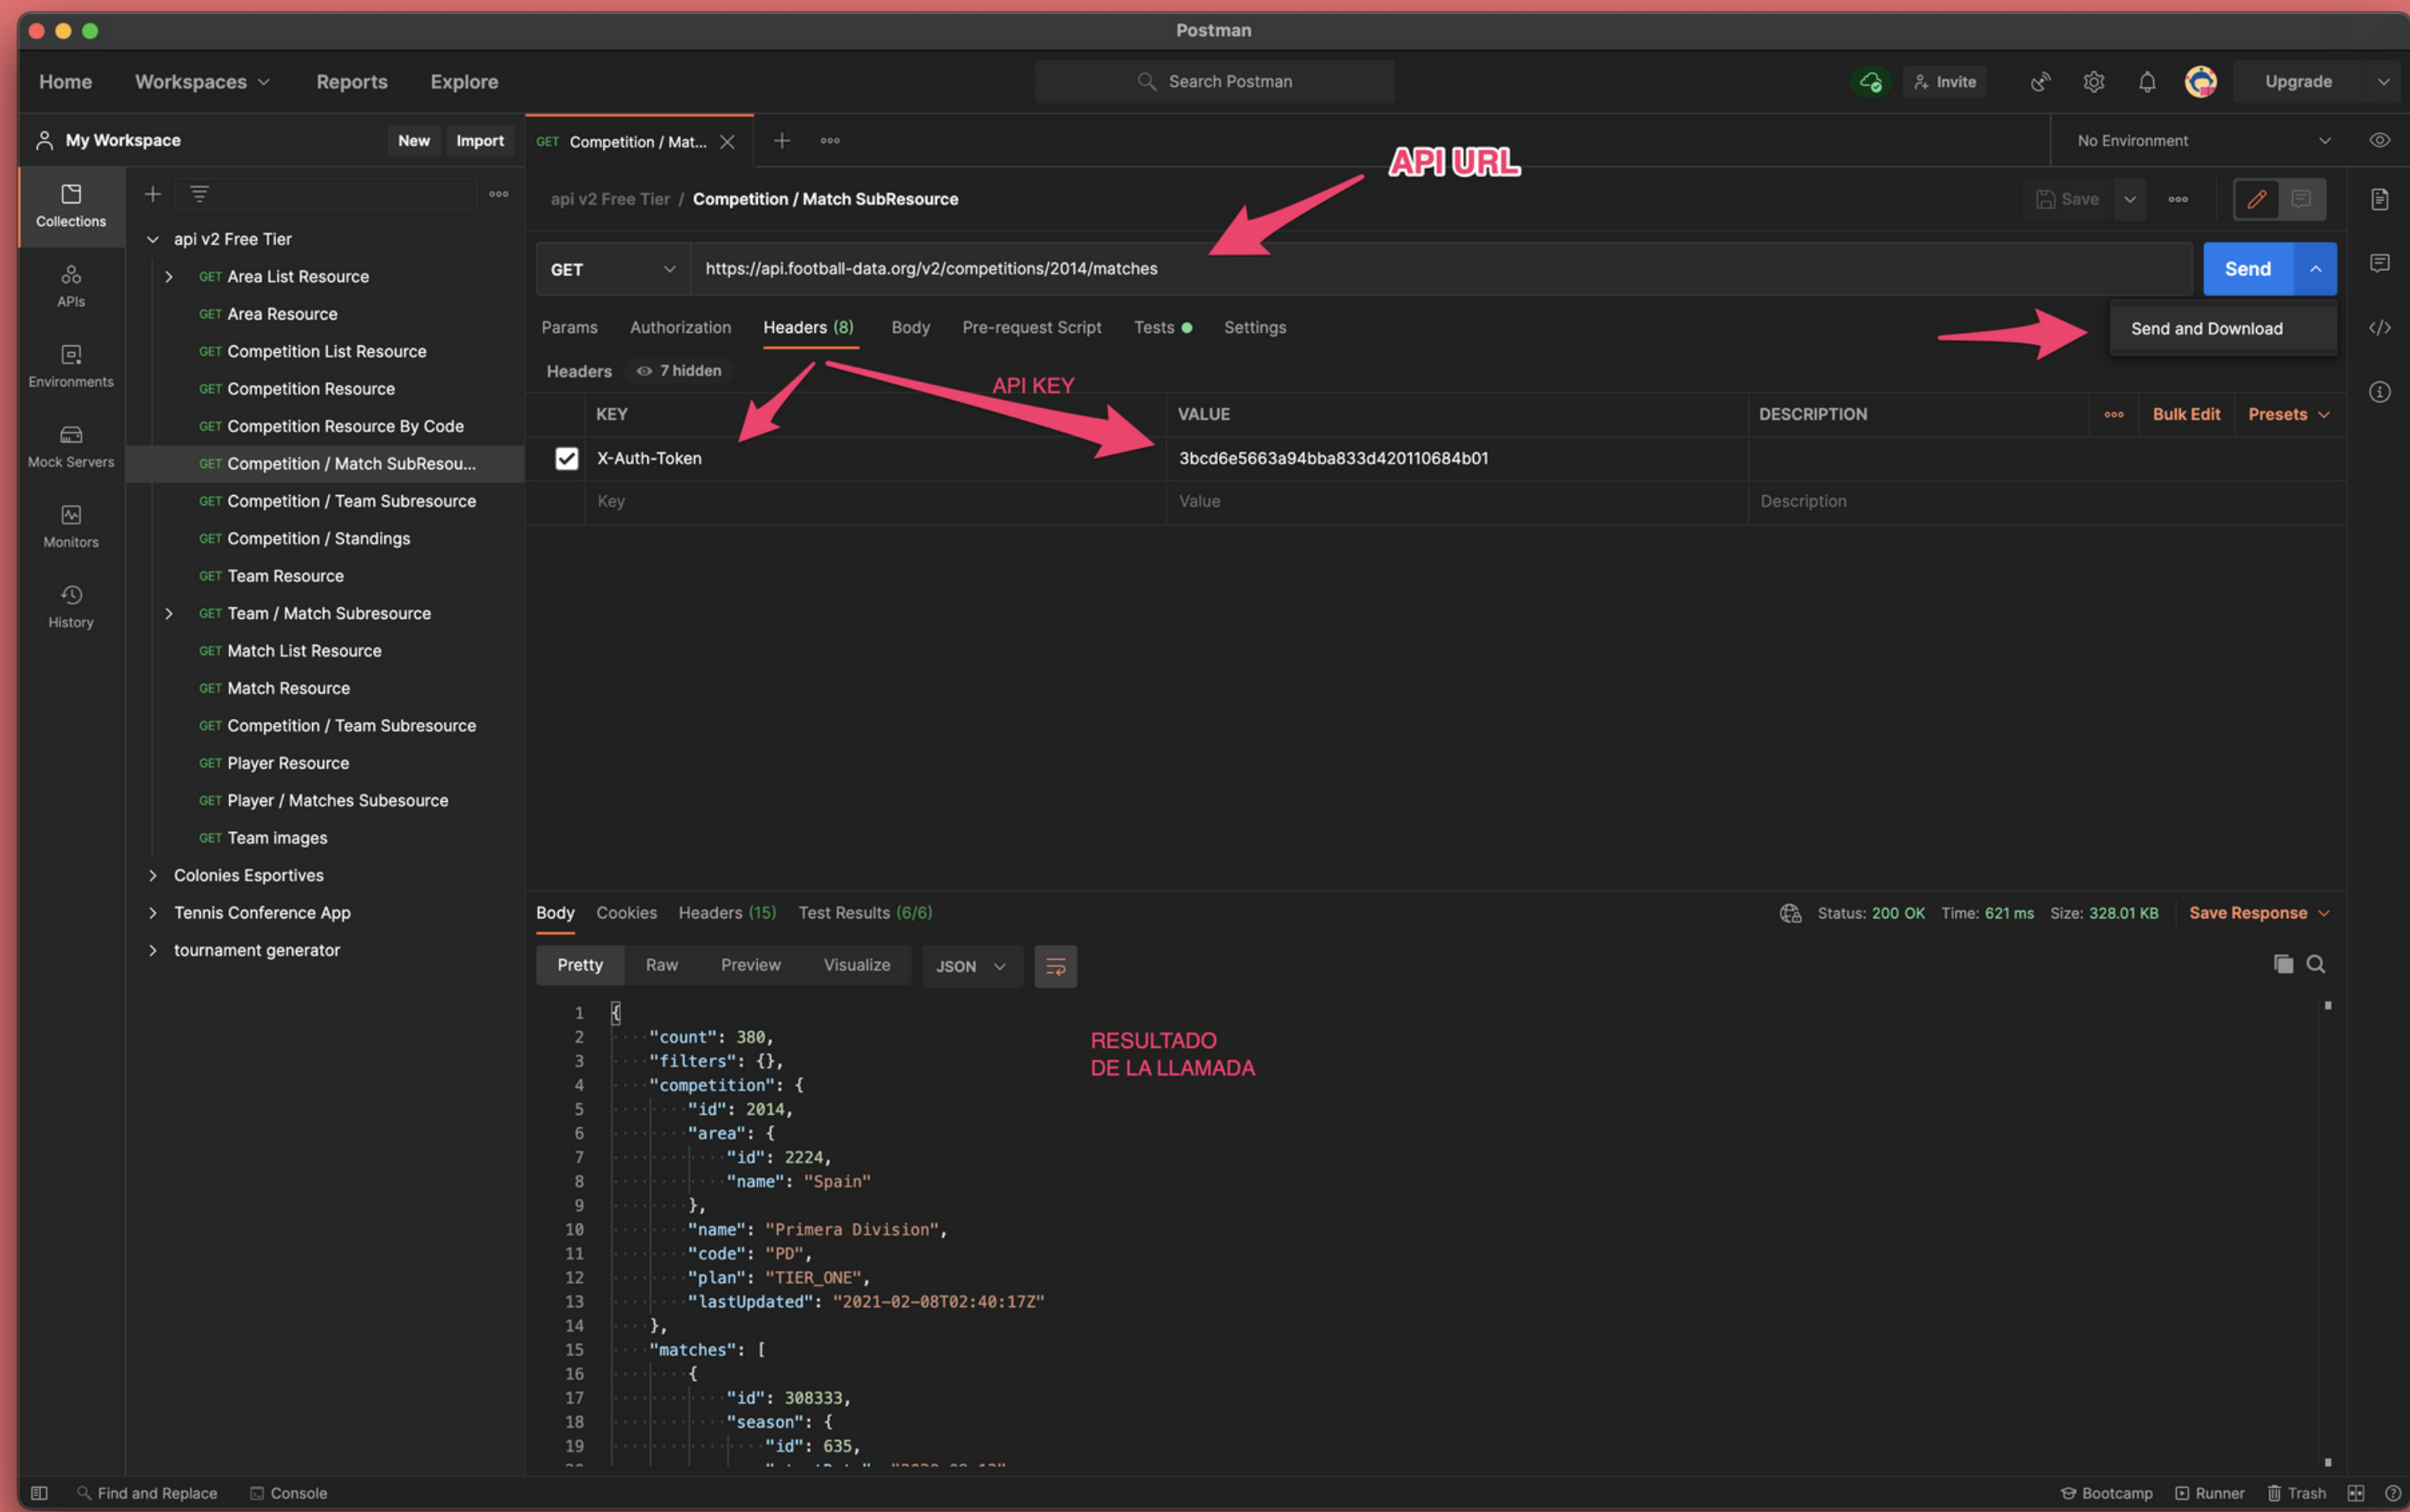 Postman
Home Workspaces Reports Explore Search Postman Invite Upgrade
My Workspace New Import GET Competition / Mat... No Environment
API URL
api v2 Free Tier / Competition / Match SubResource Save
Collections
APIs
Environments
Mock Servers
Monitors
History
api v2 Free Tier
GET Area List Resource
GET Area Resource
GET Competition List Resource
GET Competition Resource
GET Competition Resource By Code
GET Competition / Match SubResou...
GET Competition / Team Subresource
GET Competition / Standings
GET Team Resource
GET Team / Match Subresource
GET Match List Resource
GET Match Resource
GET Competition / Team Subresource
GET Player Resource
GET Player / Matches Subesource
GET Team images
Colonies Esportives
Tennis Conference App
tournament generator
GET https://api.football-data.org/v2/competitions/2014/matches Send
Send and Download
Params Authorization Headers (8) Body Pre-request Script Tests Settings
Headers 7 hidden
API KEY
KEY VALUE DESCRIPTION Bulk Edit Presets
X-Auth-Token 3bcd6e5663a94bba833d420110684b01
Key Value Description
Body Cookies Headers (15) Test Results (6/6) Status: 200 OK Time: 621 ms Size: 328.01 KB Save Response
Pretty Raw Preview Visualize JSON
RESULTADO
DE LA LLAMADA
1 {
2 "count": 380,
3 "filters": {},
4 "competition": {
5 "id": 2014,
6 "area": {
7 "id": 2224,
8 "name": "Spain"
9 },
10 "name": "Primera Division",
11 "code": "PD",
12 "plan": "TIER_ONE",
13 "lastUpdated": "2021-02-08T02:40:17Z"
14 },
15 "matches": [
16 {
17 "id": 308333,
18 "season": {
19 "id": 635,
Find and Replace Console Bootcamp Runner Trash